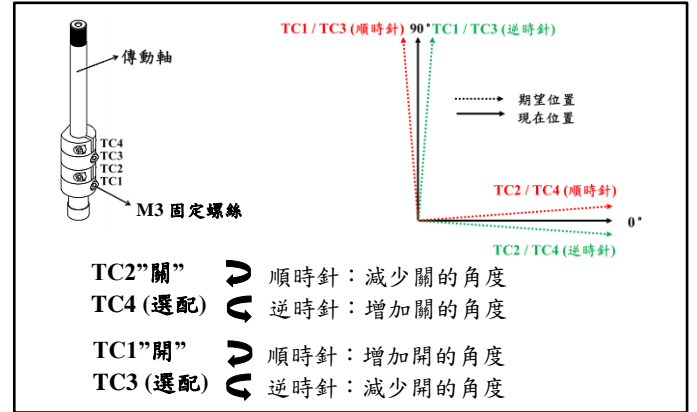 傳動軸
TC4
TC3
TC2
TC1
M3 固定螺絲
TC1 / TC3 (順時針) 90° TC1 / TC3 (逆時針)
期望位置
現在位置
TC2 / TC4 (順時針)
0°
TC2 / TC4 (逆時針)
TC2”關” 順時針：減少關的角度
TC4 (選配) 逆時針：增加關的角度
TC1”開” 順時針：增加開的角度
TC3 (選配) 逆時針：減少開的角度